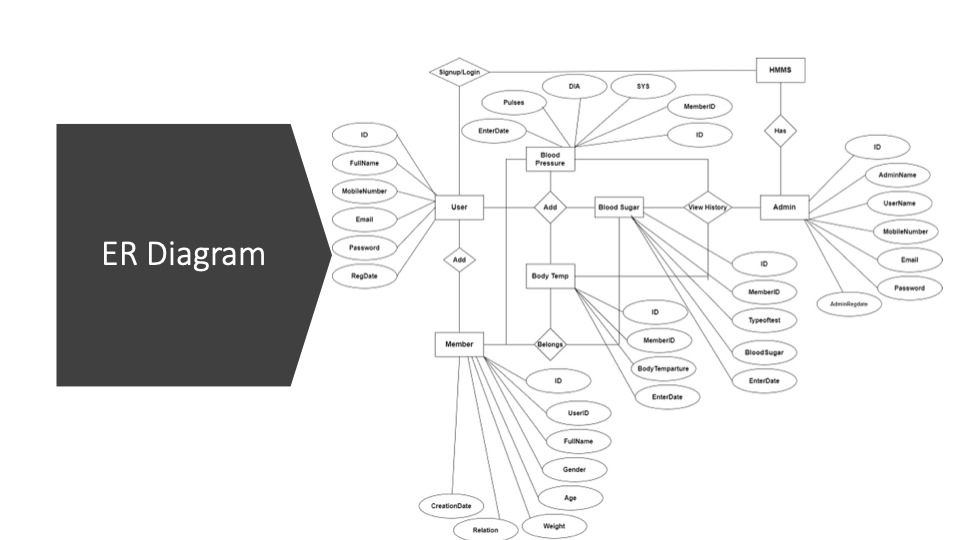 ER Diagram
Signup/Login
HMMS
DIA
SYS
Pulses
MemberID
EnterDate
ID
Blood
Pressure
Has
ID
FullName
MobileNumber
Email
Password
RegDate
User
Add
Blood Sugar
View History
Admin
ID
AdminName
UserName
MobileNumber
Email
Password
AdminRegdate
Add
Body Temp
ID
MemberID
Typeoftest
BloodSugar
EnterDate
ID
MemberID
BodyTemparture
EnterDate
Member
Belongs
ID
UserID
FullName
Gender
Age
Weight
Relation
CreationDate